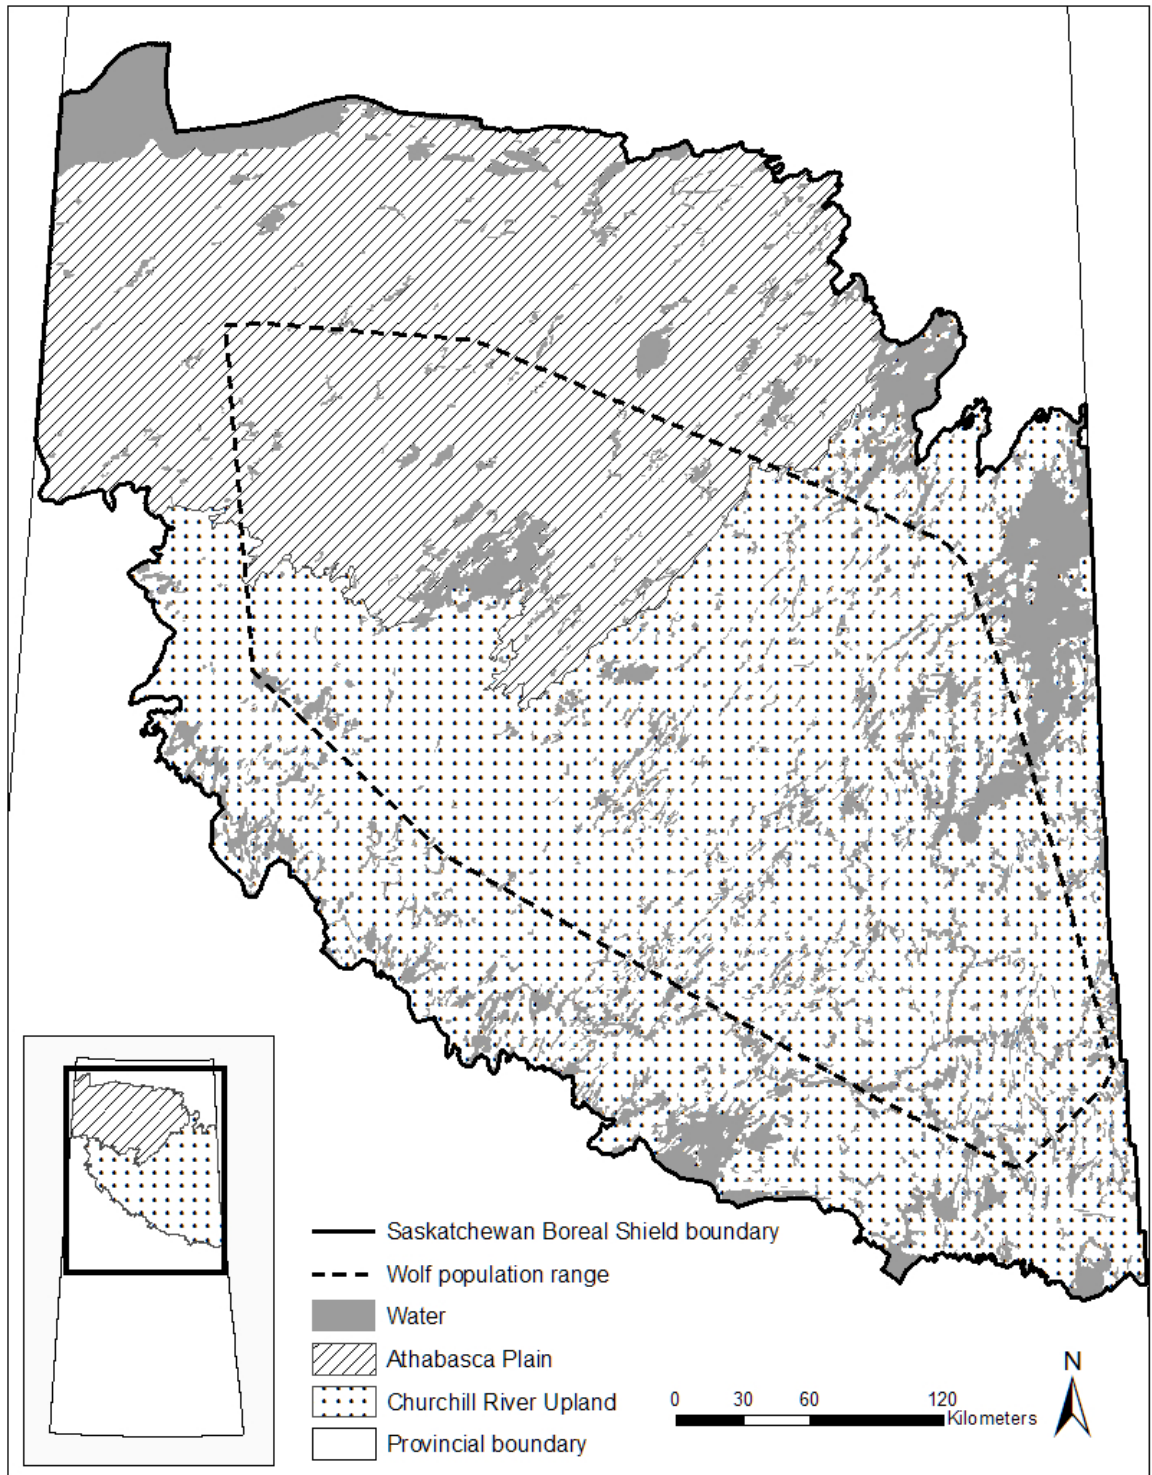 Saskatchewan Boreal Shield boundary
Wolf population range
Water
Athabasca Plain
Churchill River Upland
Provincial boundary
0 30 60 120
Kilometers
N